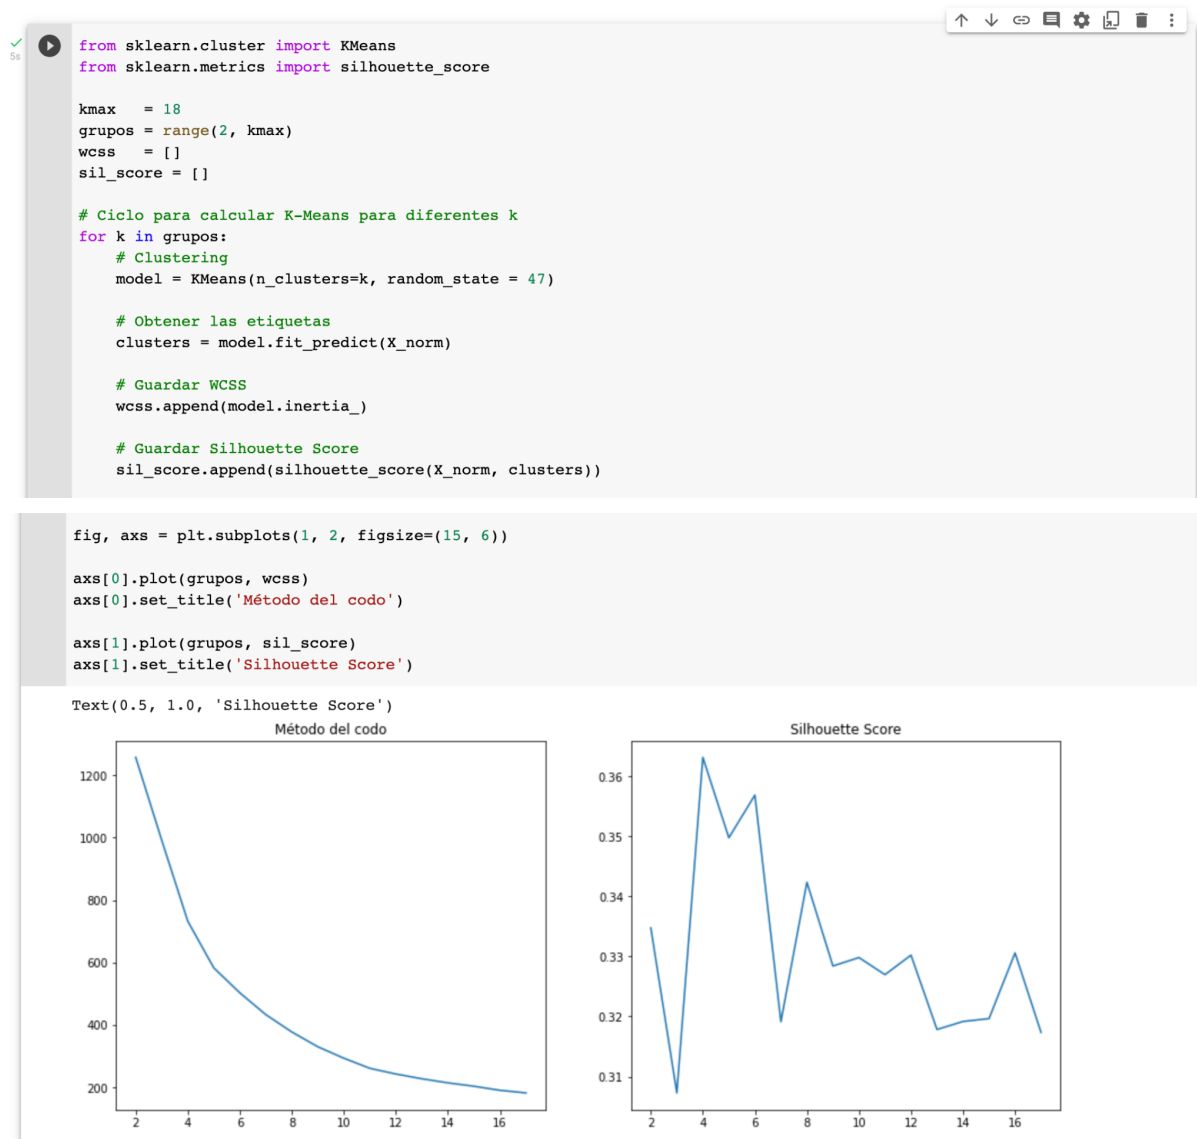 5s
from sklearn.cluster import KMeans
from sklearn.metrics import silhouette_score
kmax   = 18
grupos = range(2, kmax)
wcss   = []
sil_score = []
# Ciclo para calcular K-Means para diferentes k
for k in grupos:
    # Clustering
    model = KMeans(n_clusters=k, random_state = 47)
    # Obtener las etiquetas
    clusters = model.fit_predict(X_norm)
    # Guardar WCSS
    wcss.append(model.inertia_)
    # Guardar Silhouette Score
    sil_score.append(silhouette_score(X_norm, clusters))
fig, axs = plt.subplots(1, 2, figsize=(15, 6))
axs[0].plot(grupos, wcss)
axs[0].set_title('Método del codo')
axs[1].plot(grupos, sil_score)
axs[1].set_title('Silhouette Score')
Text(0.5, 1.0, 'Silhouette Score')
Método del codo
1200
1000
800
600
400
200
2 4 6 8 10 12 14 16
Silhouette Score
0.36
0.35
0.34
0.33
0.32
0.31
2 4 6 8 10 12 14 16